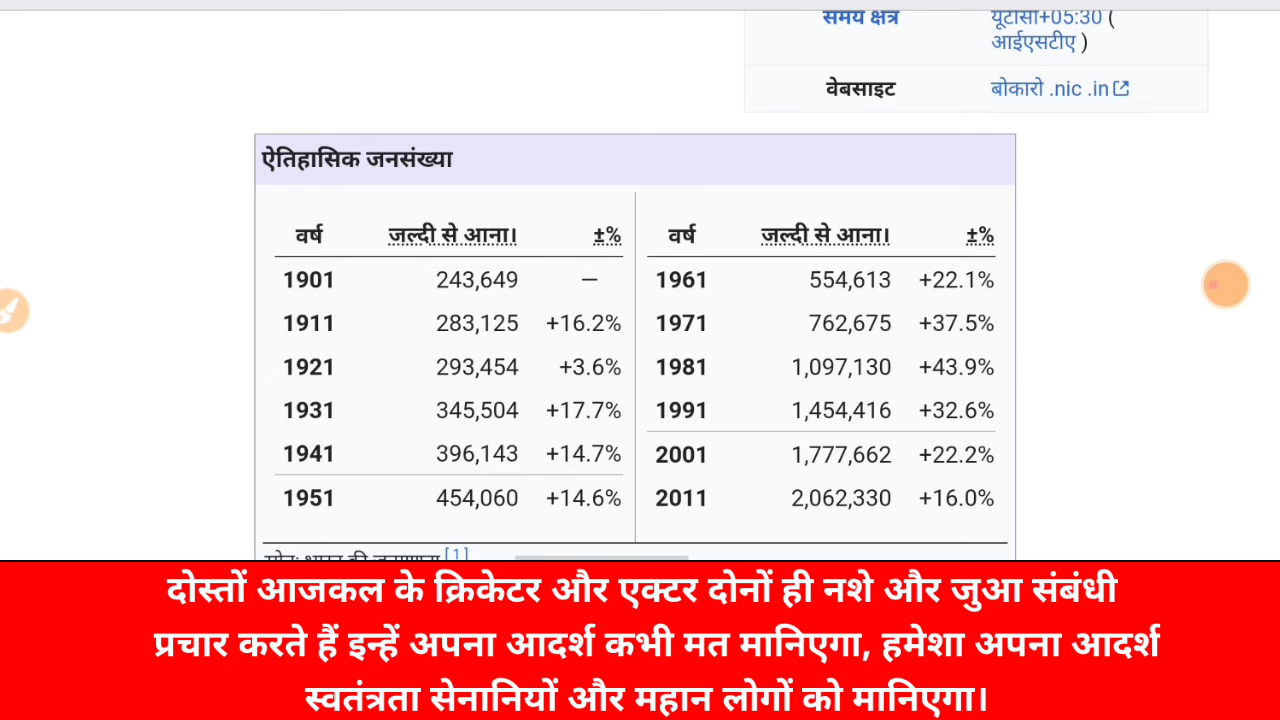 समय क्षेत्र यूटीसी+05:30 (
आईएसटीए )
वेबसाइट बोकारो .nic .in
ऐतिहासिक जनसंख्या
वर्ष जल्दी से आना। ±% वर्ष जल्दी से आना। ±%
1901 243,649 — 1961 554,613 +22.1%
1911 283,125 +16.2% 1971 762,675 +37.5%
1921 293,454 +3.6% 1981 1,097,130 +43.9%
1931 345,504 +17.7% 1991 1,454,416 +32.6%
1941 396,143 +14.7% 2001 1,777,662 +22.2%
1951 454,060 +14.6% 2011 2,062,330 +16.0%
स्रोत: भारत की जनगणना [1]
दोस्तों आजकल के क्रिकेटर और एक्टर दोनों ही नशे और जुआ संबंधी
प्रचार करते हैं इन्हें अपना आदर्श कभी मत मानिएगा, हमेशा अपना आदर्श
स्वतंत्रता सेनानियों और महान लोगों को मानिएगा।